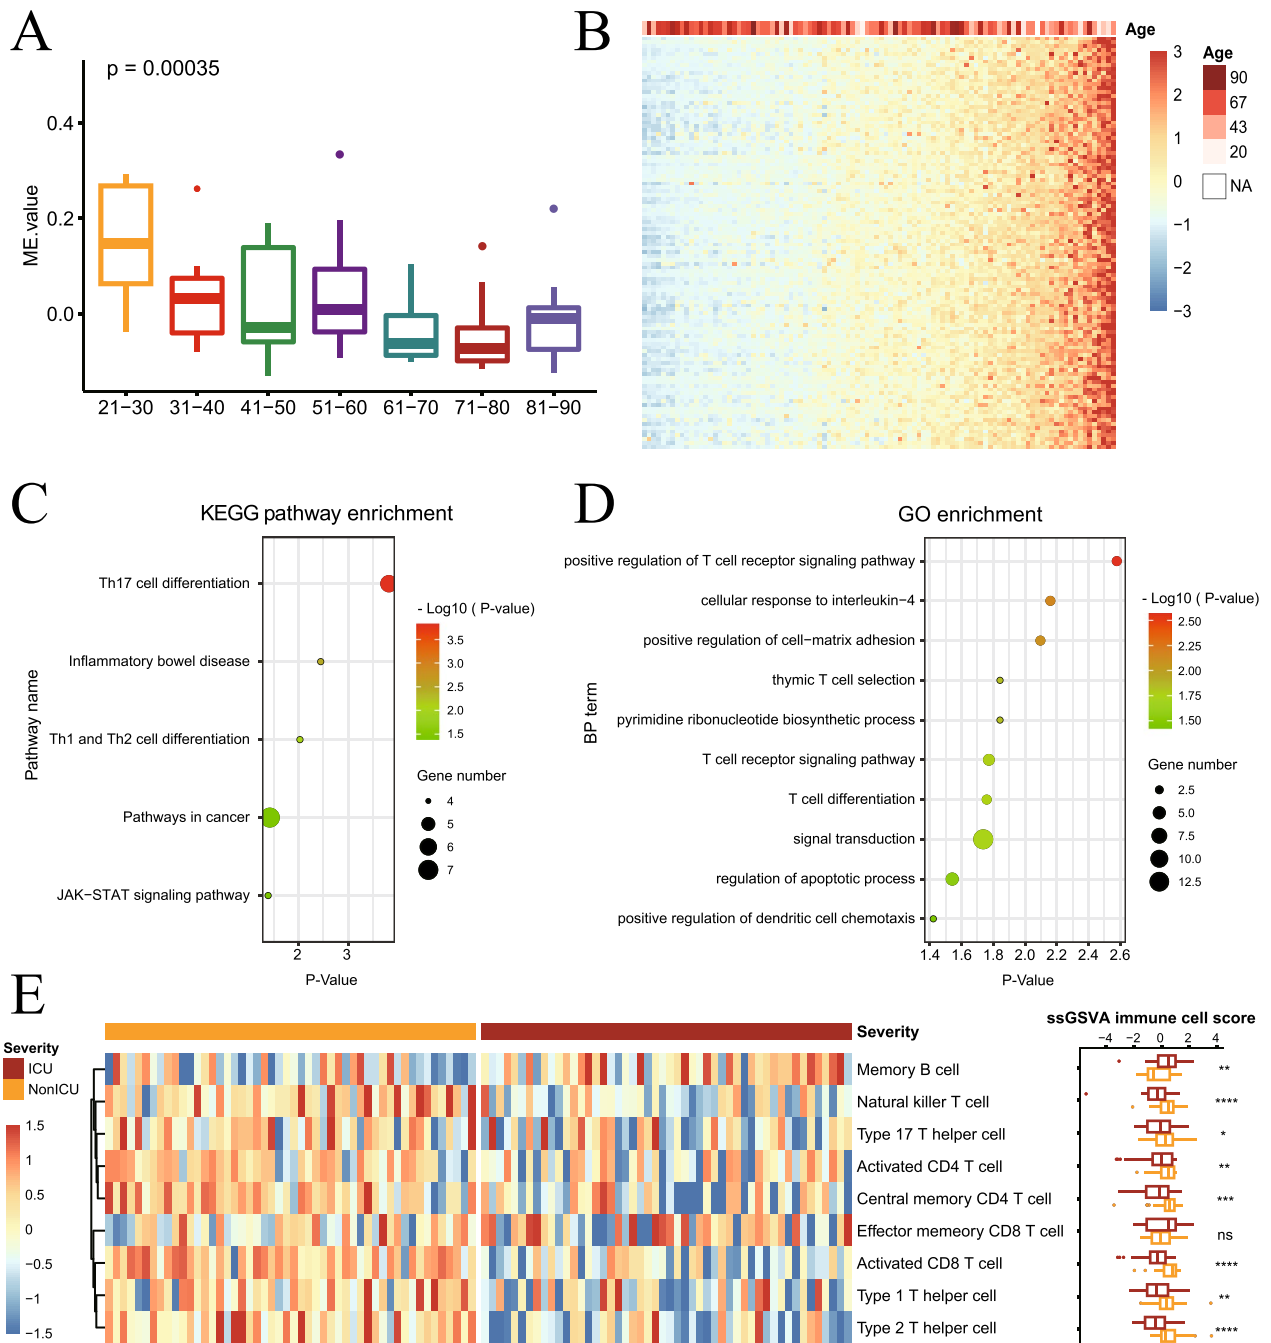 A
p = 0.00035
ME.value
0.4
0.2
0.0
21−30 31−40 41−50 51−60 61−70 71−80 81−90
B
Age
3
2
1
0
−1
−2
−3
Age
90
67
43
20
NA
C
KEGG pathway enrichment
Pathway name
Th17 cell differentiation
Inflammatory bowel disease
Th1 and Th2 cell differentiation
Pathways in cancer
JAK−STAT signaling pathway
2 3
P-Value
- Log10 ( P-value)
3.5
3.0
2.5
2.0
1.5
Gene number
4
5
6
7
D
GO enrichment
BP term
positive regulation of T cell receptor signaling pathway
cellular response to interleukin−4
positive regulation of cell−matrix adhesion
thymic T cell selection
pyrimidine ribonucleotide biosynthetic process
T cell receptor signaling pathway
T cell differentiation
signal transduction
regulation of apoptotic process
positive regulation of dendritic cell chemotaxis
1.4 1.6 1.8 2.0 2.2 2.4 2.6
P-Value
- Log10 ( P-value)
2.50
2.25
2.00
1.75
1.50
Gene number
2.5
5.0
7.5
10.0
12.5
E
Severity
ICU
NonICU
1.5
1
0.5
0
−0.5
−1
−1.5
Severity
Memory B cell
Natural killer T cell
Type 17 T helper cell
Activated CD4 T cell
Central memory CD4 T cell
Effector memeory CD8 T cell
Activated CD8 T cell
Type 1 T helper cell
Type 2 T helper cell
ssGSVA immune cell score
−4 −2 0 2 4
**
****
*
**
***
ns
****
**
****